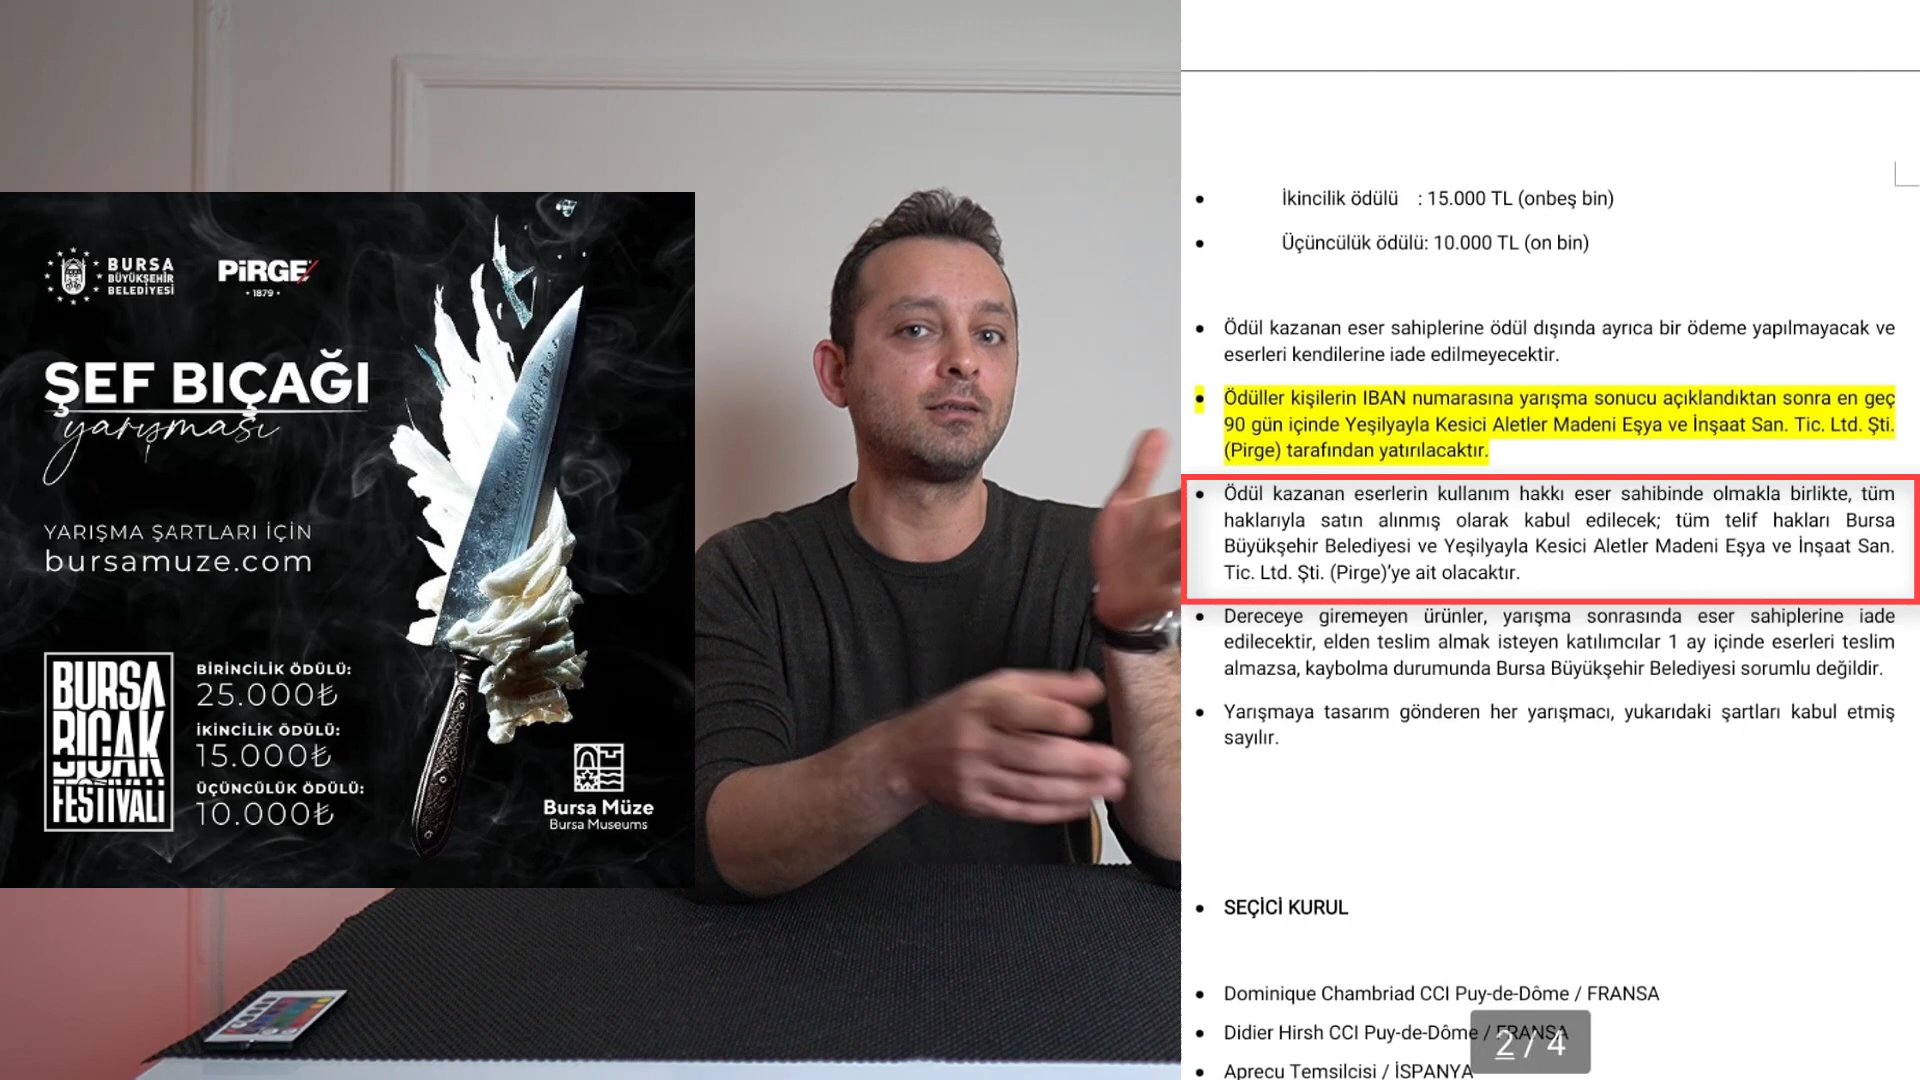 BURSA
BÜYÜKŞEHİR
BELEDİYESİ
PiRGE
• 1879 •
ŞEF BIÇAĞI
yarışması
YARIŞMA ŞARTLARI İÇİN
bursamuze.com
BURSA
BIÇAK
FESTİVALİ
BİRİNCİLİK ÖDÜLÜ:
25.000₺
İKİNCİLİK ÖDÜLÜ:
15.000₺
ÜÇÜNCÜLÜK ÖDÜLÜ:
10.000₺
Bursa Müze
Bursa Museums
• İkincilik ödülü : 15.000 TL (onbeş bin)
• Üçüncülük ödülü: 10.000 TL (on bin)
• Ödül kazanan eser sahiplerine ödül dışında ayrıca bir ödeme yapılmayacak ve
eserleri kendilerine iade edilmeyecektir.
• Ödüller kişilerin IBAN numarasına yarışma sonucu açıklandıktan sonra en geç
90 gün içinde Yeşilyayla Kesici Aletler Madeni Eşya ve İnşaat San. Tic. Ltd. Şti.
(Pirge) tarafından yatırılacaktır.
• Ödül kazanan eserlerin kullanım hakkı eser sahibinde olmakla birlikte, tüm
haklarıyla satın alınmış olarak kabul edilecek; tüm telif hakları Bursa
Büyükşehir Belediyesi ve Yeşilyayla Kesici Aletler Madeni Eşya ve İnşaat San.
Tic. Ltd. Şti. (Pirge)'ye ait olacaktır.
• Dereceye giremeyen ürünler, yarışma sonrasında eser sahiplerine iade
edilecektir, elden teslim almak isteyen katılımcılar 1 ay içinde eserleri teslim
almazsa, kaybolma durumunda Bursa Büyükşehir Belediyesi sorumlu değildir.
• Yarışmaya tasarım gönderen her yarışmacı, yukarıdaki şartları kabul etmiş
sayılır.
• SEÇİCİ KURUL
• Dominique Chambriad CCI Puy-de-Dôme / FRANSA
• Didier Hirsh CCI Puy-de-Dôme / FRANSA
• Aprecu Temsilcisi / İSPANYA
2 / 4